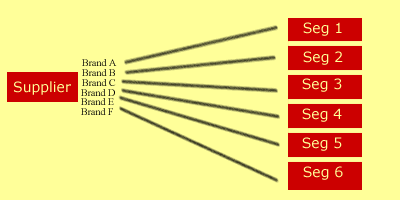 Supplier
Brand A
Brand B
Brand C
Brand D
Brand E
Brand F
Seg 1
Seg 2
Seg 3
Seg 4
Seg 5
Seg 6